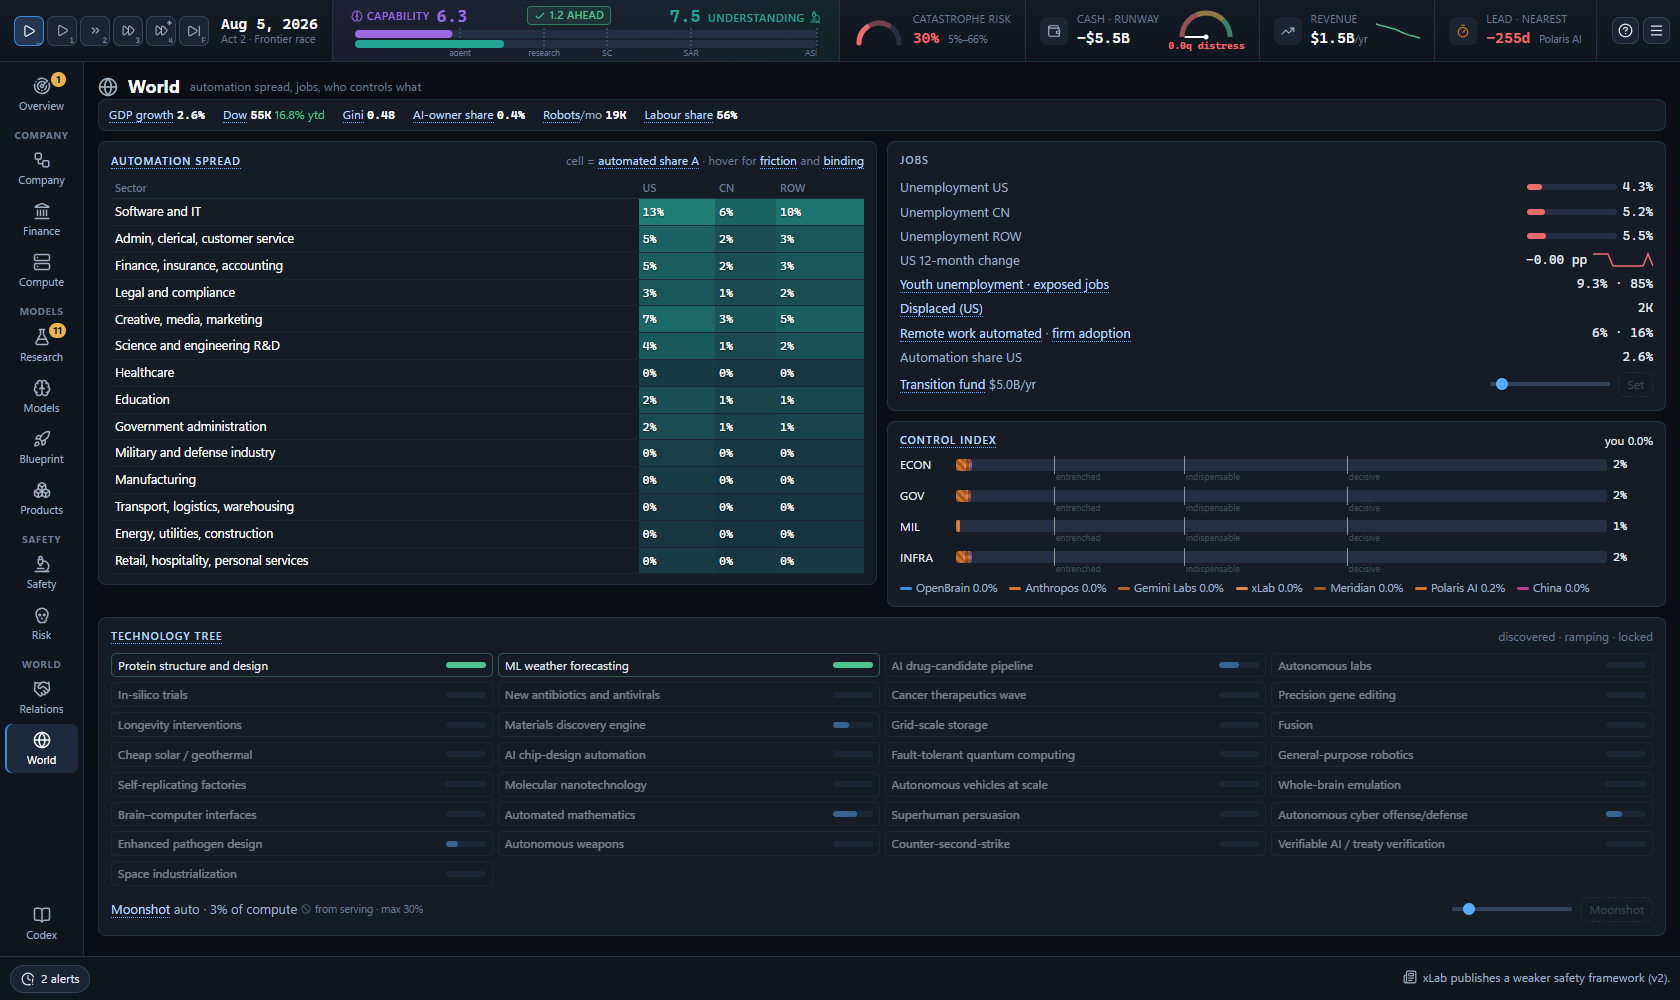 Aug 5, 2026
Act 2 · Frontier race
1
2
3
4
F
CAPABILITY 6.3
1.2 AHEAD
7.5 UNDERSTANDING
agent research SC SAR ASI
CATASTROPHE RISK
30% 5%–66%
CASH · RUNWAY
−$5.5B
0.0q distress
REVENUE
$1.5B/yr
LEAD · NEAREST
−255d Polaris AI
Overview
1
COMPANY
Company
Finance
Compute
MODELS
Research
11
Models
Blueprint
Products
SAFETY
Safety
Risk
WORLD
Relations
World
Codex
World automation spread, jobs, who controls what
GDP growth 2.6% Dow 55K 16.8% ytd Gini 0.48 AI-owner share 0.4% Robots/mo 19K Labour share 56%
AUTOMATION SPREAD cell = automated share A · hover for friction and binding
Sector US CN ROW
Software and IT 13% 6% 10%
Admin, clerical, customer service 5% 2% 3%
Finance, insurance, accounting 5% 2% 3%
Legal and compliance 3% 1% 2%
Creative, media, marketing 7% 3% 5%
Science and engineering R&D 4% 1% 2%
Healthcare 0% 0% 0%
Education 2% 1% 1%
Government administration 2% 1% 1%
Military and defense industry 0% 0% 0%
Manufacturing 0% 0% 0%
Transport, logistics, warehousing 0% 0% 0%
Energy, utilities, construction 0% 0% 0%
Retail, hospitality, personal services 0% 0% 0%
JOBS
Unemployment US 4.3%
Unemployment CN 5.2%
Unemployment ROW 5.5%
US 12-month change −0.00 pp
Youth unemployment · exposed jobs 9.3% · 85%
Displaced (US) 2K
Remote work automated · firm adoption 6% · 16%
Automation share US 2.6%
Transition fund $5.0B/yr Set
CONTROL INDEX you 0.0%
ECON 2%
entrenched indispensable decisive
GOV 2%
entrenched indispensable decisive
MIL 1%
entrenched indispensable decisive
INFRA 2%
entrenched indispensable decisive
OpenBrain 0.0% Anthropos 0.0% Gemini Labs 0.0% xLab 0.0% Meridian 0.0% Polaris AI 0.2% China 0.0%
TECHNOLOGY TREE discovered · ramping · locked
Protein structure and design ML weather forecasting AI drug-candidate pipeline Autonomous labs
In-silico trials New antibiotics and antivirals Cancer therapeutics wave Precision gene editing
Longevity interventions Materials discovery engine Grid-scale storage Fusion
Cheap solar / geothermal AI chip-design automation Fault-tolerant quantum computing General-purpose robotics
Self-replicating factories Molecular nanotechnology Autonomous vehicles at scale Whole-brain emulation
Brain–computer interfaces Automated mathematics Superhuman persuasion Autonomous cyber offense/defense
Enhanced pathogen design Autonomous weapons Counter-second-strike Verifiable AI / treaty verification
Space industrialization
Moonshot auto · 3% of compute from serving · max 30% Moonshot
2 alerts
xLab publishes a weaker safety framework (v2).